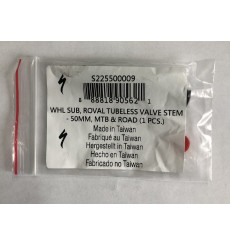 S225500009
8 88818 90562 1
WHL SUB, ROVAL TUBELESS VALVE STEM
- 50MM, MTB & ROAD (1 PCS.)
Made in Taiwan
Fabriqué au Taiwan
Hergestellt in Taiwan
Hecho en Taiwan
Fabricado no Taiwan